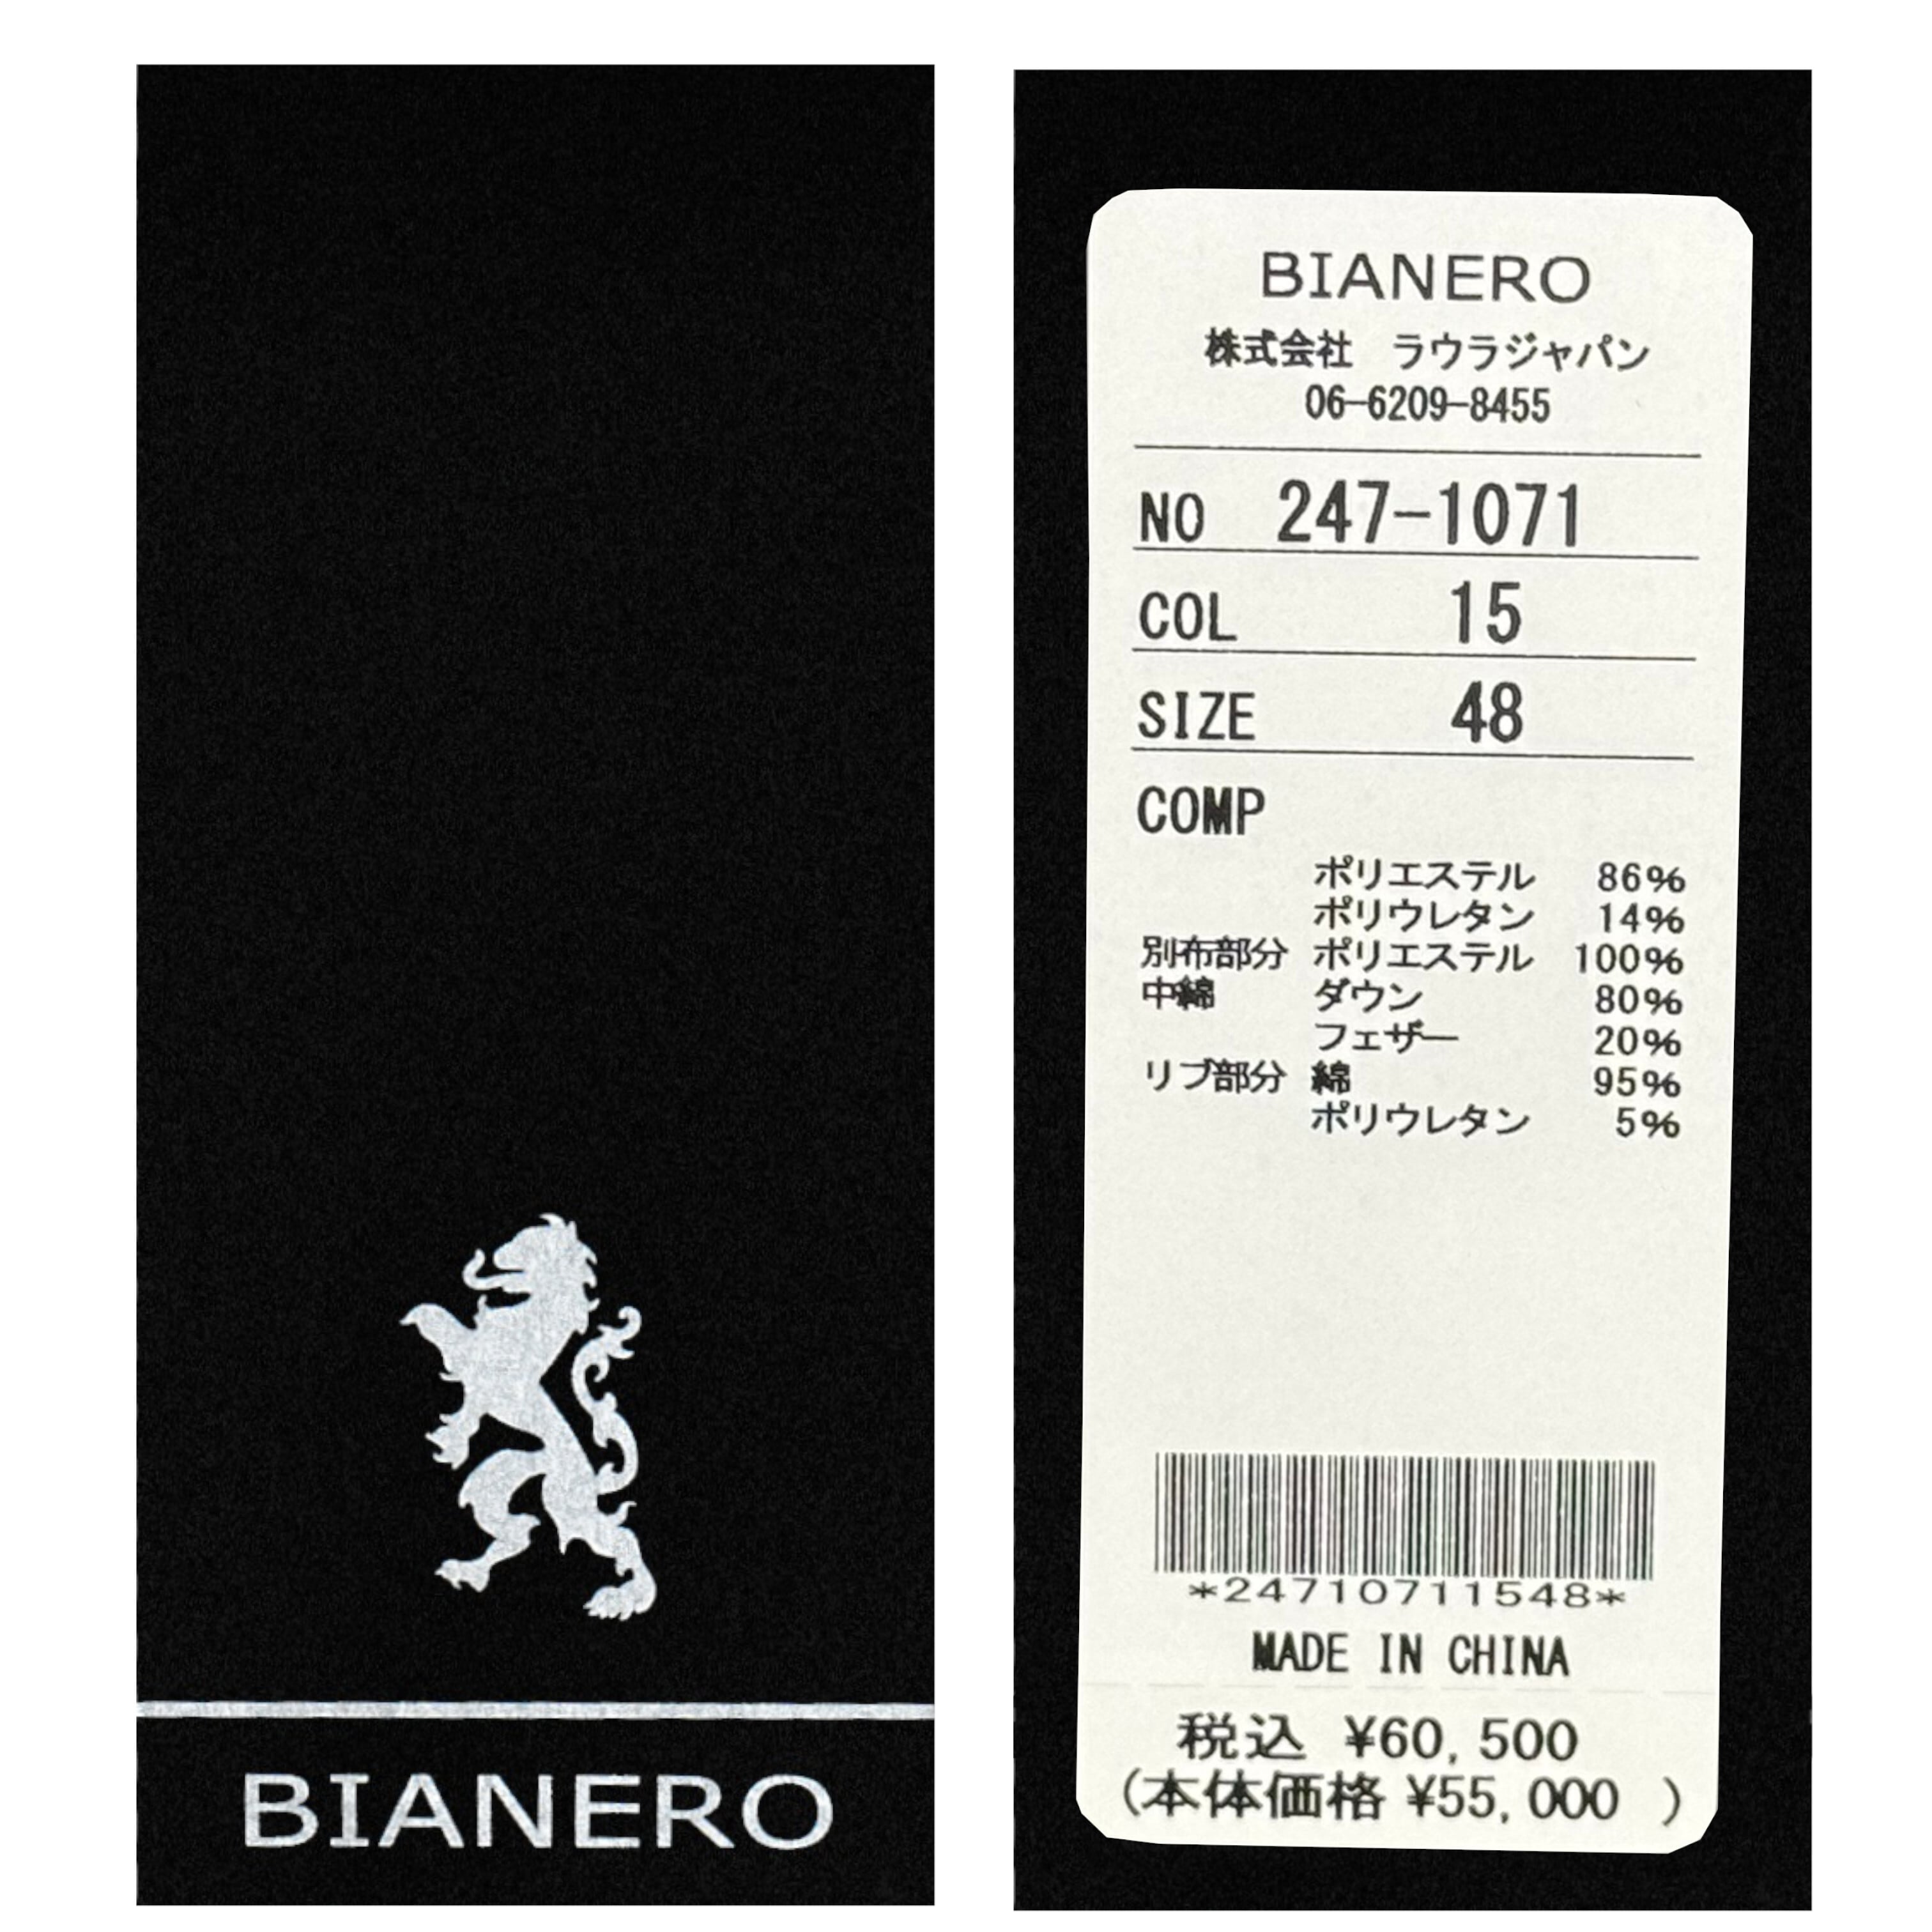 BIANERO
BIANERO
株式会社　ラウラジャパン
06-6209-8455
NO 247-1071
COL 15
SIZE 48
COMP
ポリエステル 86%
ポリウレタン 14%
別布部分 ポリエステル 100%
中綿 ダウン 80%
フェザー 20%
リブ部分 綿 95%
ポリウレタン 5%
*24710711548*
MADE IN CHINA
税込 ¥60,500
(本体価格 ¥55,000 )